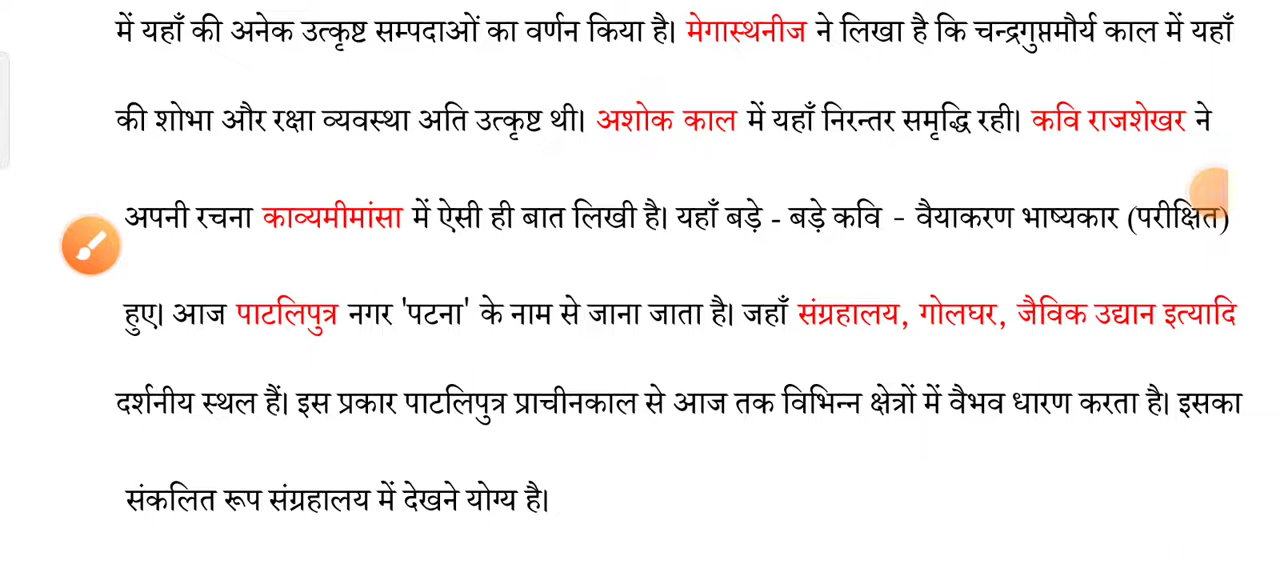 में यहाँ की अनेक उत्कृष्ट सम्पदाओं का वर्णन किया है। मेगास्थनीज ने लिखा है कि चन्द्रगुप्तमौर्य काल में यहाँ
की शोभा और रक्षा व्यवस्था अति उत्कृष्ट थी। अशोक काल में यहाँ निरन्तर समृद्धि रही। कवि राजशेखर ने
अपनी रचना काव्यमीमांसा में ऐसी ही बात लिखी है। यहाँ बड़े - बड़े कवि - वैयाकरण भाष्यकार (परीक्षित)
हुए। आज पाटलिपुत्र नगर 'पटना' के नाम से जाना जाता है। जहाँ संग्रहालय, गोलघर, जैविक उद्यान इत्यादि
दर्शनीय स्थल हैं। इस प्रकार पाटलिपुत्र प्राचीनकाल से आज तक विभिन्न क्षेत्रों में वैभव धारण करता है। इसका
संकलित रूप संग्रहालय में देखने योग्य है।